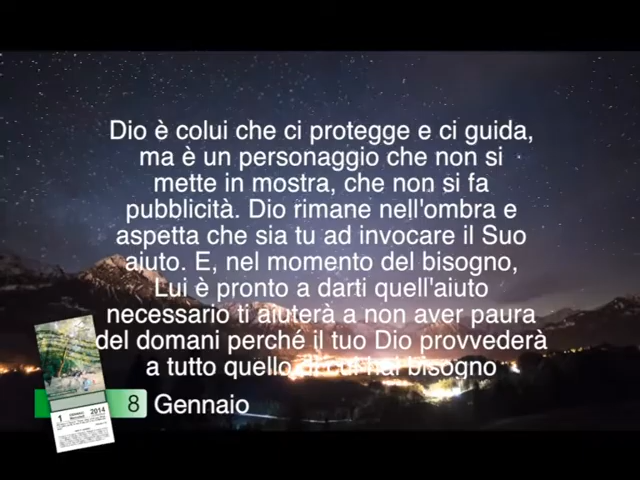 Dio è colui che ci protegge e ci guida,
ma è un personaggio che non si
mette in mostra, che non si fa
pubblicità. Dio rimane nell'ombra e
aspetta che sia tu ad invocare il Suo
aiuto. E, nel momento del bisogno,
Lui è pronto a darti quell'aiuto
necessario ti aiuterà a non aver paura
del domani perché il tuo Dio provvederà
a tutto quello di cui hai bisogno
8 Gennaio
1
2014